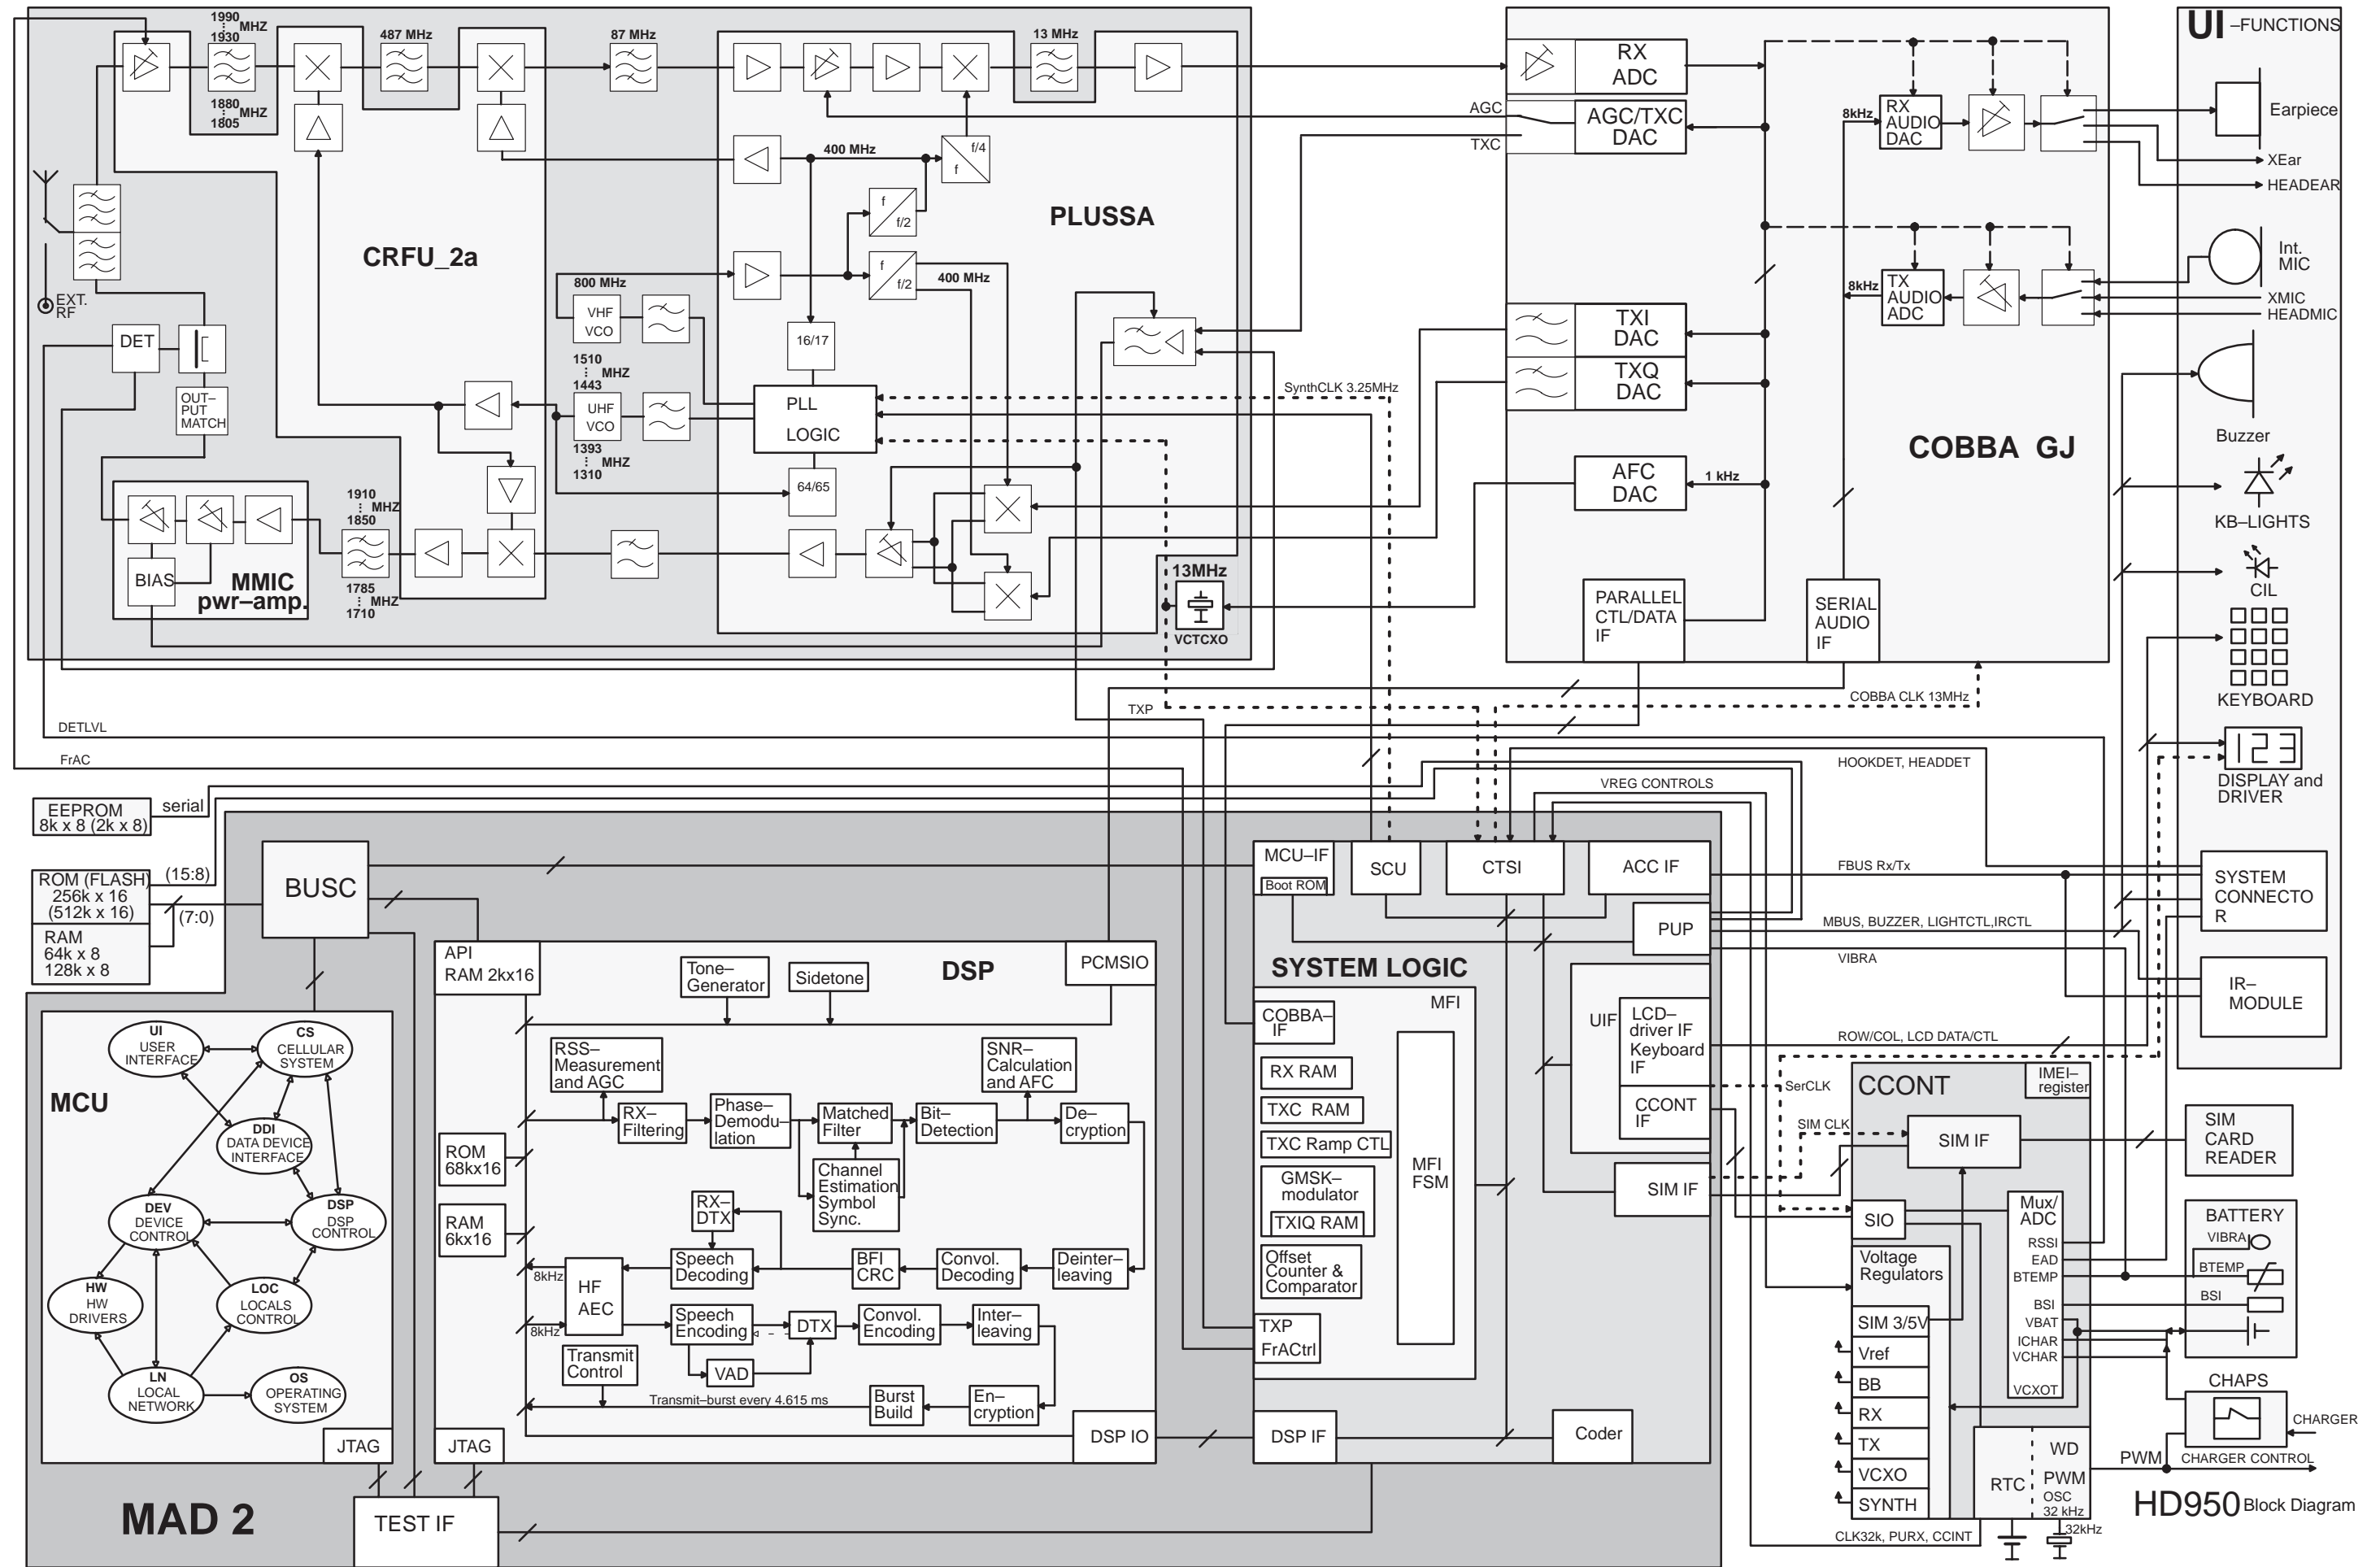 1990
MHZ
1930
1880
MHZ
1805
487 MHz
87 MHz
13 MHz
400 MHz
f/4
f
f
f/2
f
f/2
400 MHz
PLUSSA
CRFU_2a
EXT.
RF
DET
OUT–
PUT
MATCH
800 MHz
VHF
VCO
1510
MHZ
1443
UHF
VCO
1393
MHZ
1310
16/17
PLL
LOGIC
64/65
1910
MHZ
1850
1785
MHZ
1710
BIAS
MMIC
pwr–amp.
SynthCLK 3.25MHz
13MHz
VCTCXO
AGC
TXC
RX
ADC
AGC/TXC
DAC
TXI
DAC
TXQ
DAC
AFC
DAC
1 kHz
8kHz
RX
AUDIO
DAC
8kHz
TX
AUDIO
ADC
COBBA GJ
PARALLEL
CTL/DATA
IF
SERIAL
AUDIO
IF
COBBA CLK 13MHz
UI –FUNCTIONS
Earpiece
XEar
HEADEAR
Int.
MIC
XMIC
HEADMIC
Buzzer
KB–LIGHTS
CIL
KEYBOARD
123
DISPLAY and
DRIVER
SYSTEM
CONNECTO
R
IR–
MODULE
DETLVL
FrAC
TXP
HOOKDET, HEADDET
VREG CONTROLS
FBUS Rx/Tx
MBUS, BUZZER, LIGHTCTL,IRCTL
VIBRA
ROW/COL, LCD DATA/CTL
SerCLK
SIM CLK
EEPROM
8k x 8 (2k x 8)
serial
ROM (FLASH)
256k x 16
(512k x 16)
(15:8)
(7:0)
RAM
64k x 8
128k x 8
BUSC
MCU
UI
USER
INTERFACE
CS
CELLULAR
SYSTEM
DDI
DATA DEVICE
INTERFACE
DEV
DEVICE
CONTROL
DSP
DSP
CONTROL
HW
HW
DRIVERS
LOC
LOCALS
CONTROL
LN
LOCAL
NETWORK
OS
OPERATING
SYSTEM
JTAG
MAD 2
TEST IF
API
RAM 2kx16
DSP
PCMSIO
Tone–
Generator
Sidetone
RSS–
Measurement
and AGC
SNR–
Calculation
and AFC
RX–
Filtering
Phase–
Demodu–
lation
Matched
Filter
Bit–
Detection
De–
cryption
Channel
Estimation
Symbol
Sync.
ROM
68kx16
RAM
6kx16
RX–
DTX
Speech
Decoding
BFI
CRC
Convol.
Decoding
Deinter–
leaving
8kHz
HF
AEC
8kHz
Speech
Encoding
DTX
Convol.
Encoding
Inter–
leaving
Transmit
Control
VAD
Transmit–burst every 4.615 ms
Burst
Build
En–
cryption
JTAG
DSP IO
MCU–IF
Boot ROM
SCU
CTSI
ACC IF
PUP
SYSTEM LOGIC
MFI
COBBA–
IF
RX RAM
TXC RAM
TXC Ramp CTL
GMSK–
modulator
TXIQ RAM
Offset
Counter &
Comparator
TXP
FrACtrl
MFI
FSM
UIF
LCD–
driver IF
Keyboard
IF
CCONT
IF
SIM IF
DSP IF
Coder
CCONT
IMEI–
register
SIM IF
SIO
Mux/
ADC
RSSI
EAD
BTEMP
BSI
VBAT
ICHAR
VCHAR
VCXOT
Voltage
Regulators
SIM 3/5V
Vref
BB
RX
TX
VCXO
SYNTH
RTC
WD
PWM
OSC
32 kHz
CLK32k, PURX, CCINT
32kHz
SIM
CARD
READER
BATTERY
VIBRA
BTEMP
BSI
CHAPS
CHARGER
PWM
CHARGER CONTROL
HD950 Block Diagram